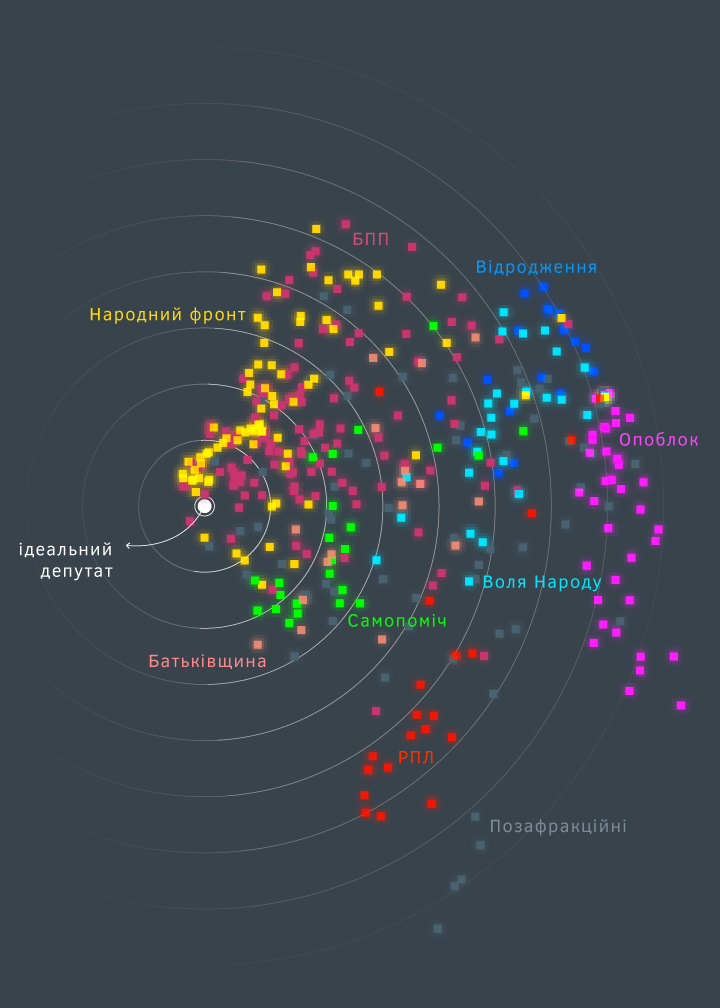 БПП
Відродження
Народний фронт
Опоблок
ідеальний
депутат
Воля Народу
Самопоміч
Батьківщина
РПЛ
Позафракційні